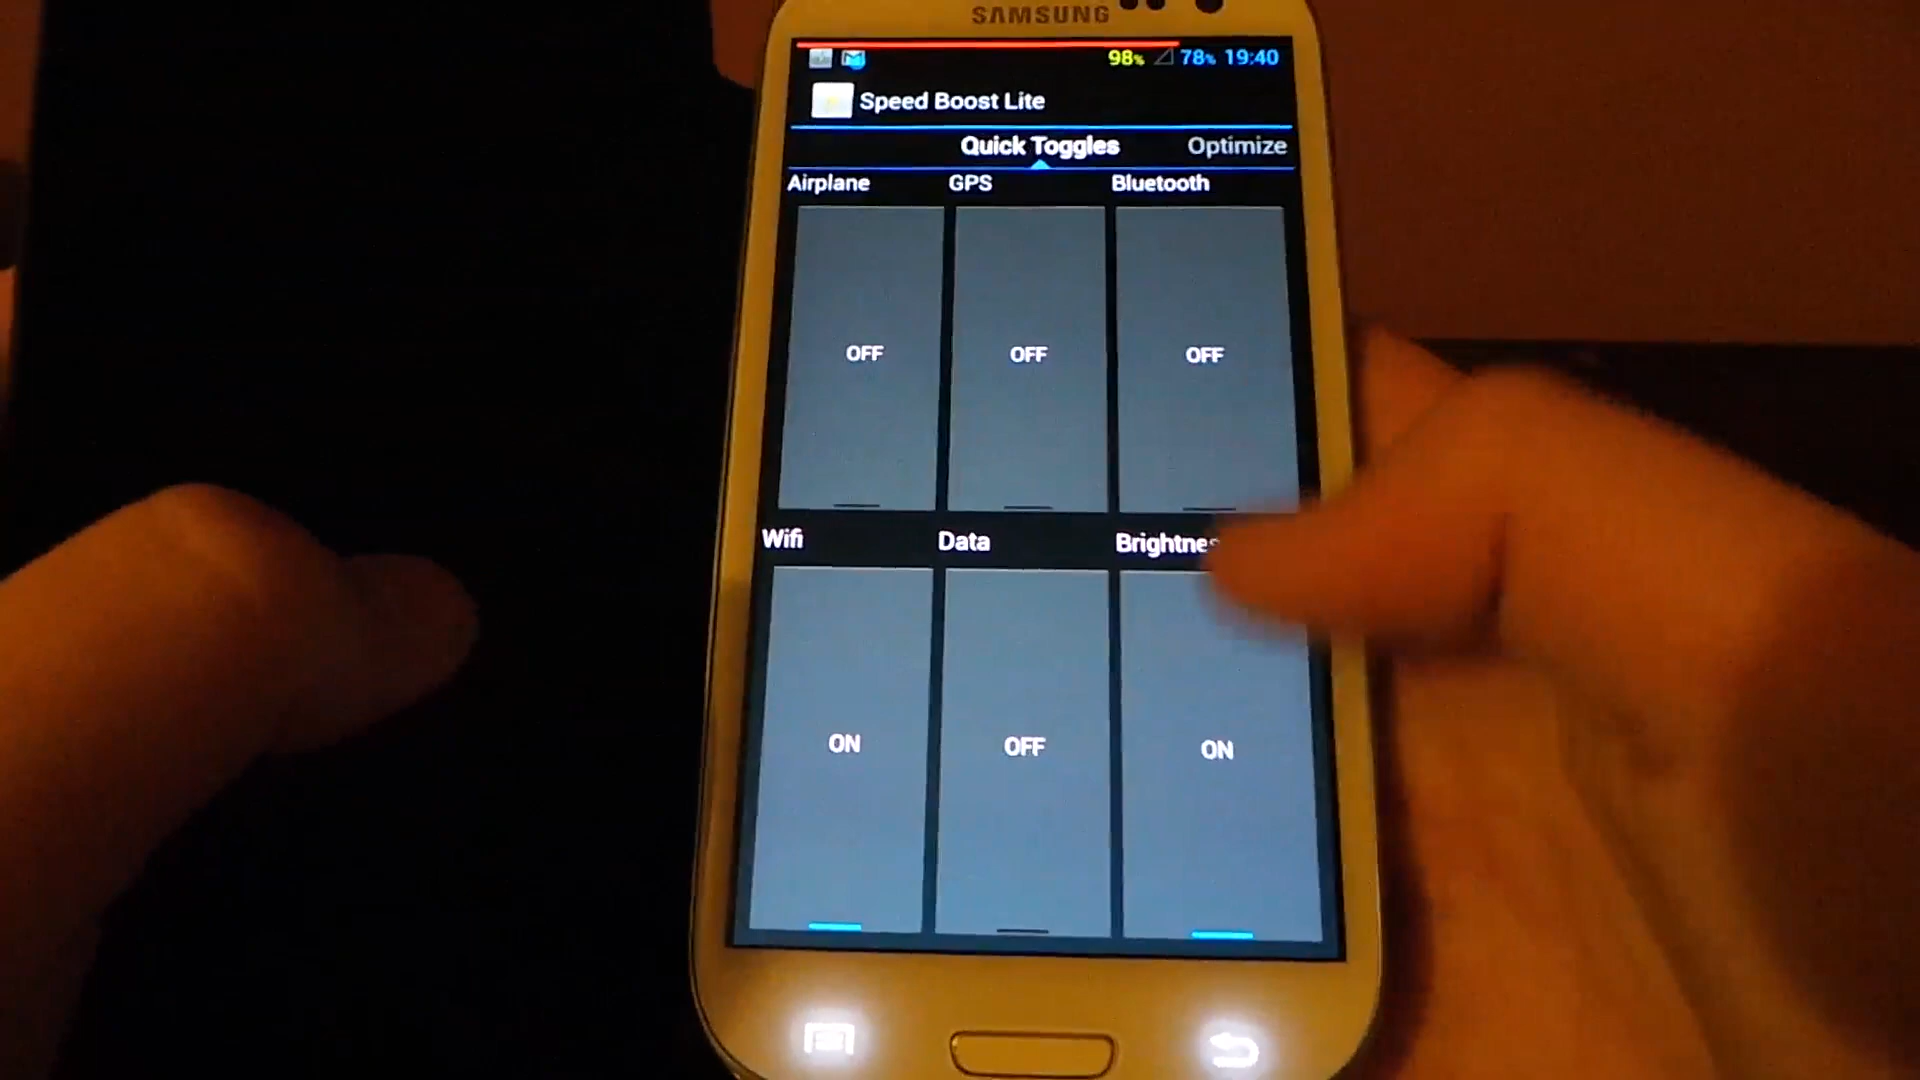 SAMSUNG
98% 78% 19:40
Speed Boost Lite
Quick Toggles Optimize
Airplane GPS Bluetooth
OFF OFF OFF
Wifi Data Brightnes
ON OFF ON